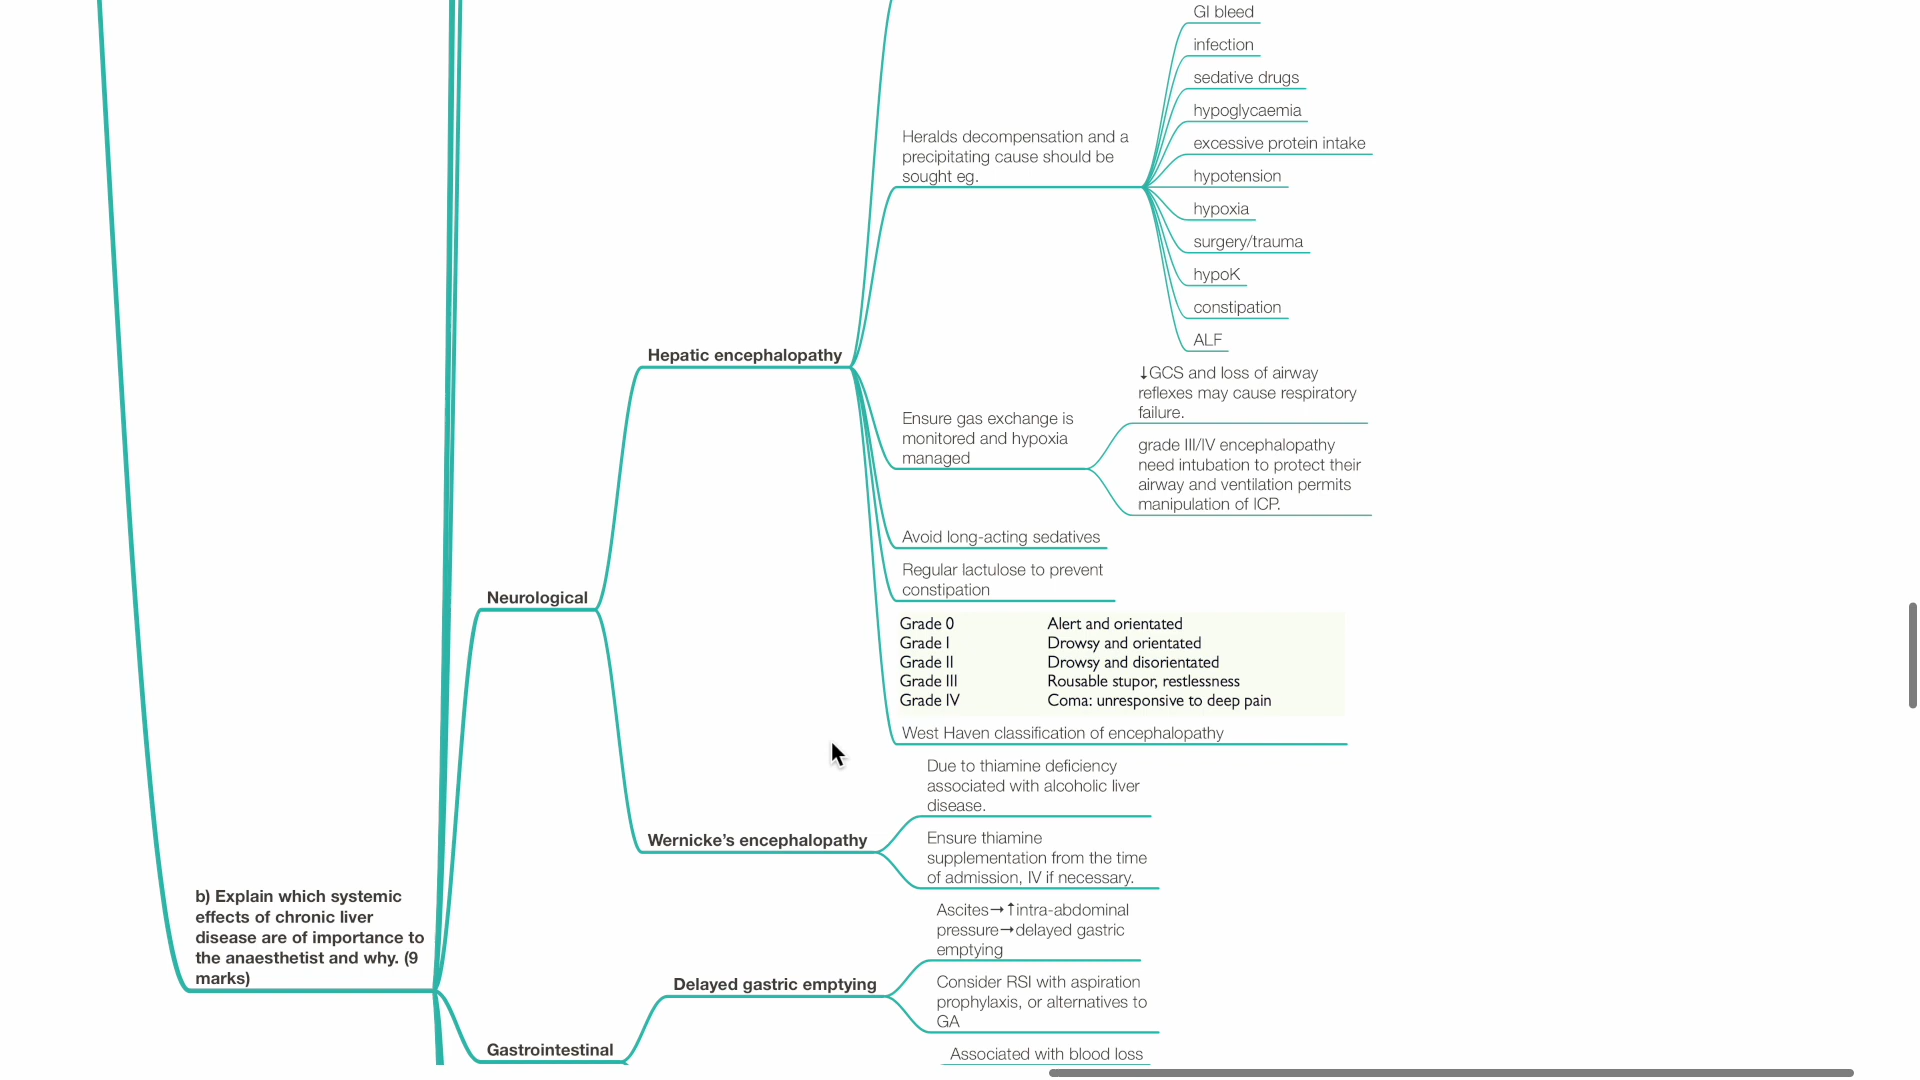 GI bleed
infection
sedative drugs
hypoglycaemia
excessive protein intake
hypotension
hypoxia
surgery/trauma
hypoK
constipation
ALF
Heralds decompensation and a
precipitating cause should be
sought eg.
Hepatic encephalopathy
↓GCS and loss of airway
reflexes may cause respiratory
failure.
Ensure gas exchange is
monitored and hypoxia
managed
grade III/IV encephalopathy
need intubation to protect their
airway and ventilation permits
manipulation of ICP.
Avoid long-acting sedatives
Regular lactulose to prevent
constipation
Neurological
Grade 0 Alert and orientated
Grade I Drowsy and orientated
Grade II Drowsy and disorientated
Grade III Rousable stupor, restlessness
Grade IV Coma: unresponsive to deep pain
West Haven classification of encephalopathy
Due to thiamine deficiency
associated with alcoholic liver
disease.
Wernicke's encephalopathy
Ensure thiamine
supplementation from the time
of admission, IV if necessary.
b) Explain which systemic
effects of chronic liver
disease are of importance to
the anaesthetist and why. (9
marks)
Ascites→↑intra-abdominal
pressure→delayed gastric
emptying
Delayed gastric emptying
Consider RSI with aspiration
prophylaxis, or alternatives to
GA
Gastrointestinal
Associated with blood loss